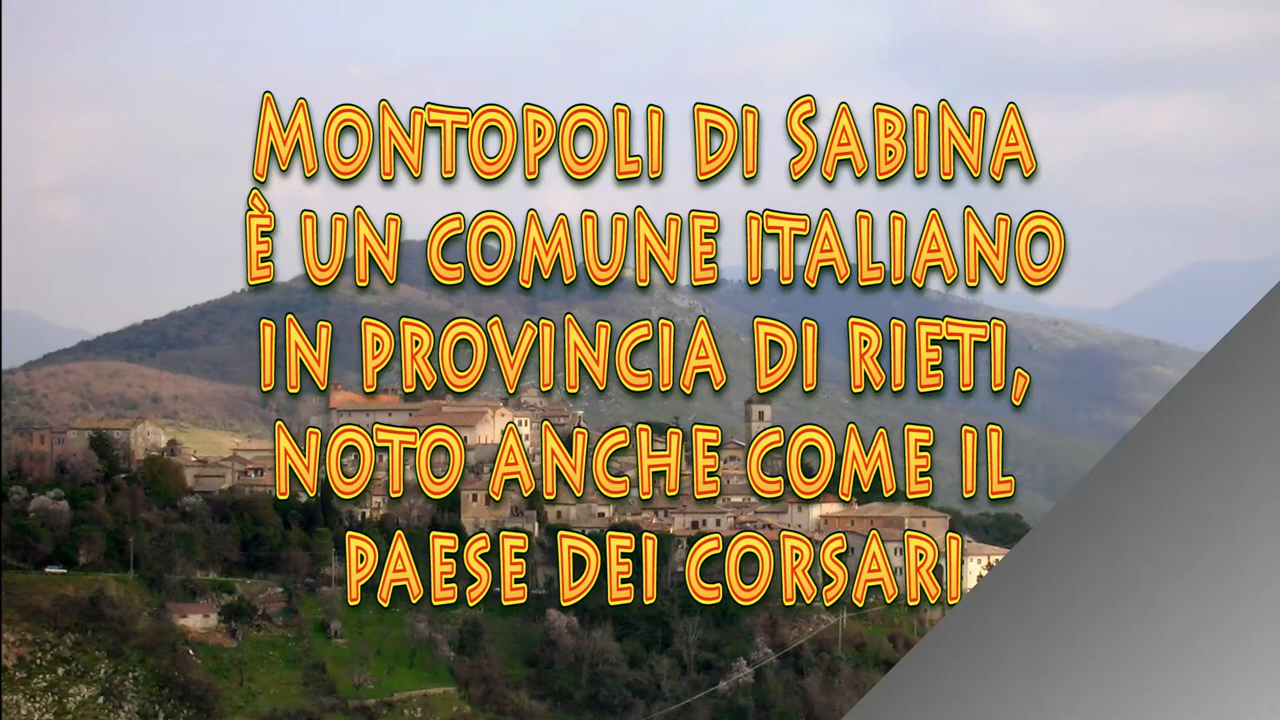 Montopoli di Sabina
è un comune italiano
in provincia di Rieti,
noto anche come il
paese dei corsari